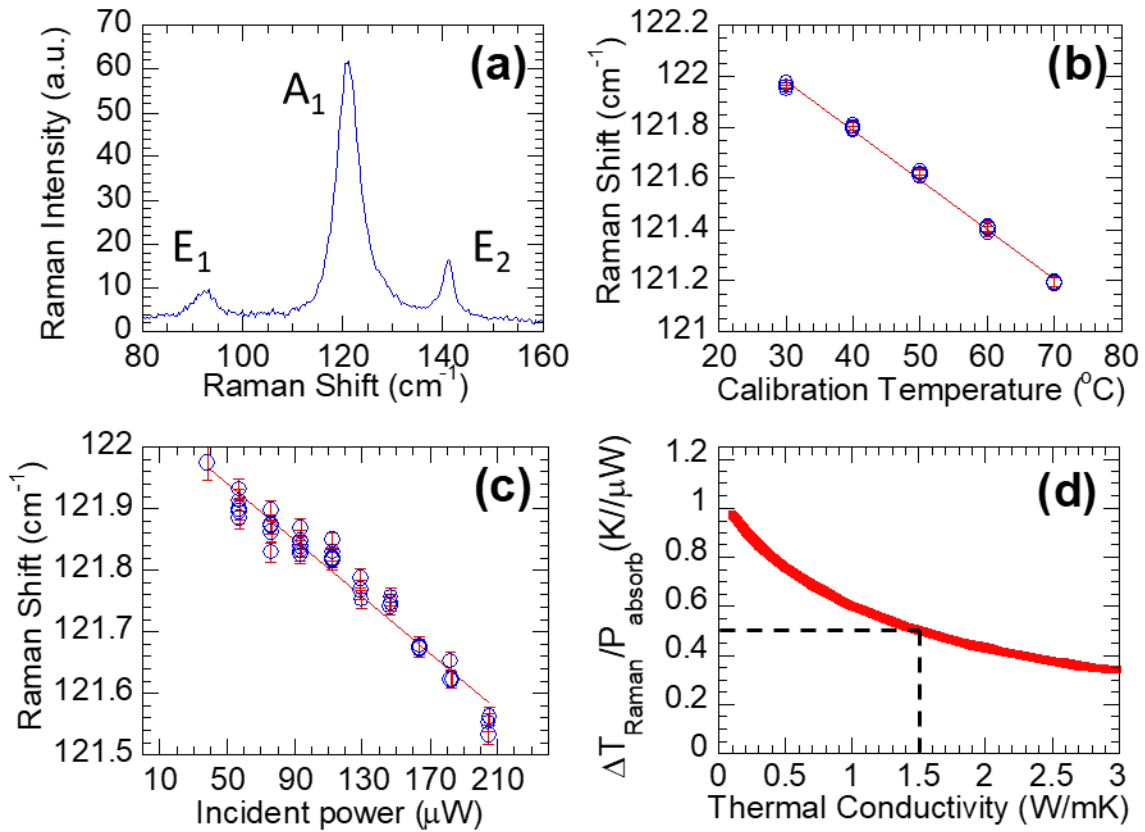 (a)
Raman Intensity (a.u.)
70
60
50
40
30
20
10
0
E₁
A₁
E₂
80 100 120 140 160
Raman Shift (cm⁻¹)
(b)
Raman Shift (cm⁻¹)
122.2
122
121.8
121.6
121.4
121.2
121
20 30 40 50 60 70 80
Calibration Temperature (°C)
(c)
Raman Shift (cm⁻¹)
122
121.9
121.8
121.7
121.6
121.5
10 50 90 130 170 210
Incident power (μW)
(d)
ΔT_Raman/P_absorb (K//μW)
1.2
1
0.8
0.6
0.4
0.2
0
0 0.5 1 1.5 2 2.5 3
Thermal Conductivity (W/mK)